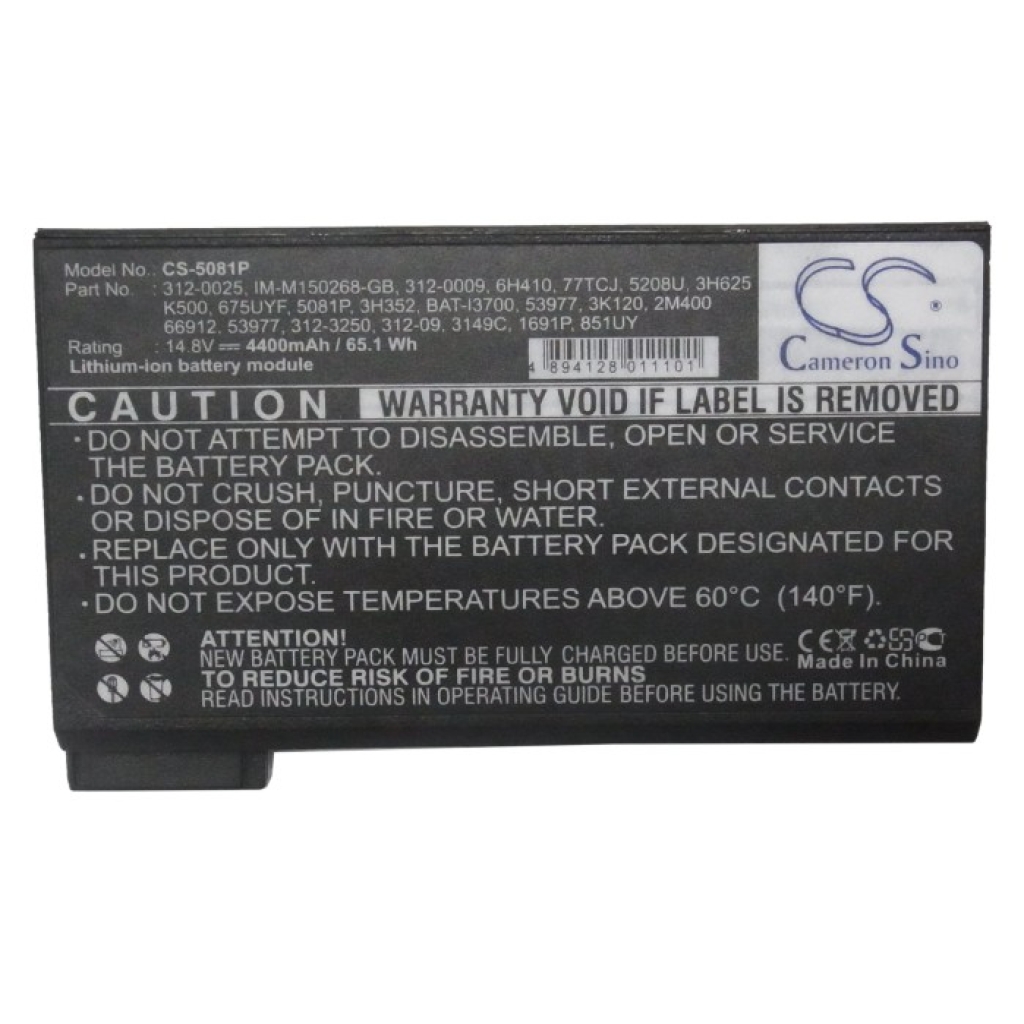 Model No. : CS-5081P
Part No. : 312-0025, IM-M150268-GB, 312-0009, 6H410, 77TCJ, 5208U, 3H625
K500, 675UYF, 5081P, 3H352, BAT-I3700, 53977, 3K120, 2M400
66912, 53977, 312-3250, 312-09, 3149C, 1691P, 851UY
Rating : 14.8V ⎓ 4400mAh / 65.1 Wh
Lithium-ion battery module
4 894128 011101
CS ®
Cameron Sino
CAUTION WARRANTY VOID IF LABEL IS REMOVED
• DO NOT ATTEMPT TO DISASSEMBLE, OPEN OR SERVICE
THE BATTERY PACK.
• DO NOT CRUSH, PUNCTURE, SHORT EXTERNAL CONTACTS
OR DISPOSE OF IN FIRE OR WATER.
• REPLACE ONLY WITH THE BATTERY PACK DESIGNATED FOR
THIS PRODUCT.
• DO NOT EXPOSE TEMPERATURES ABOVE 60°C (140°F).
ATTENTION!
NEW BATTERY PACK MUST BE FULLY CHARGED BEFORE USE.
TO REDUCE RISK OF FIRE OR BURNS
READ INSTRUCTIONS IN OPERATING GUIDE BEFORE USING THE BATTERY.
CE
Made In China